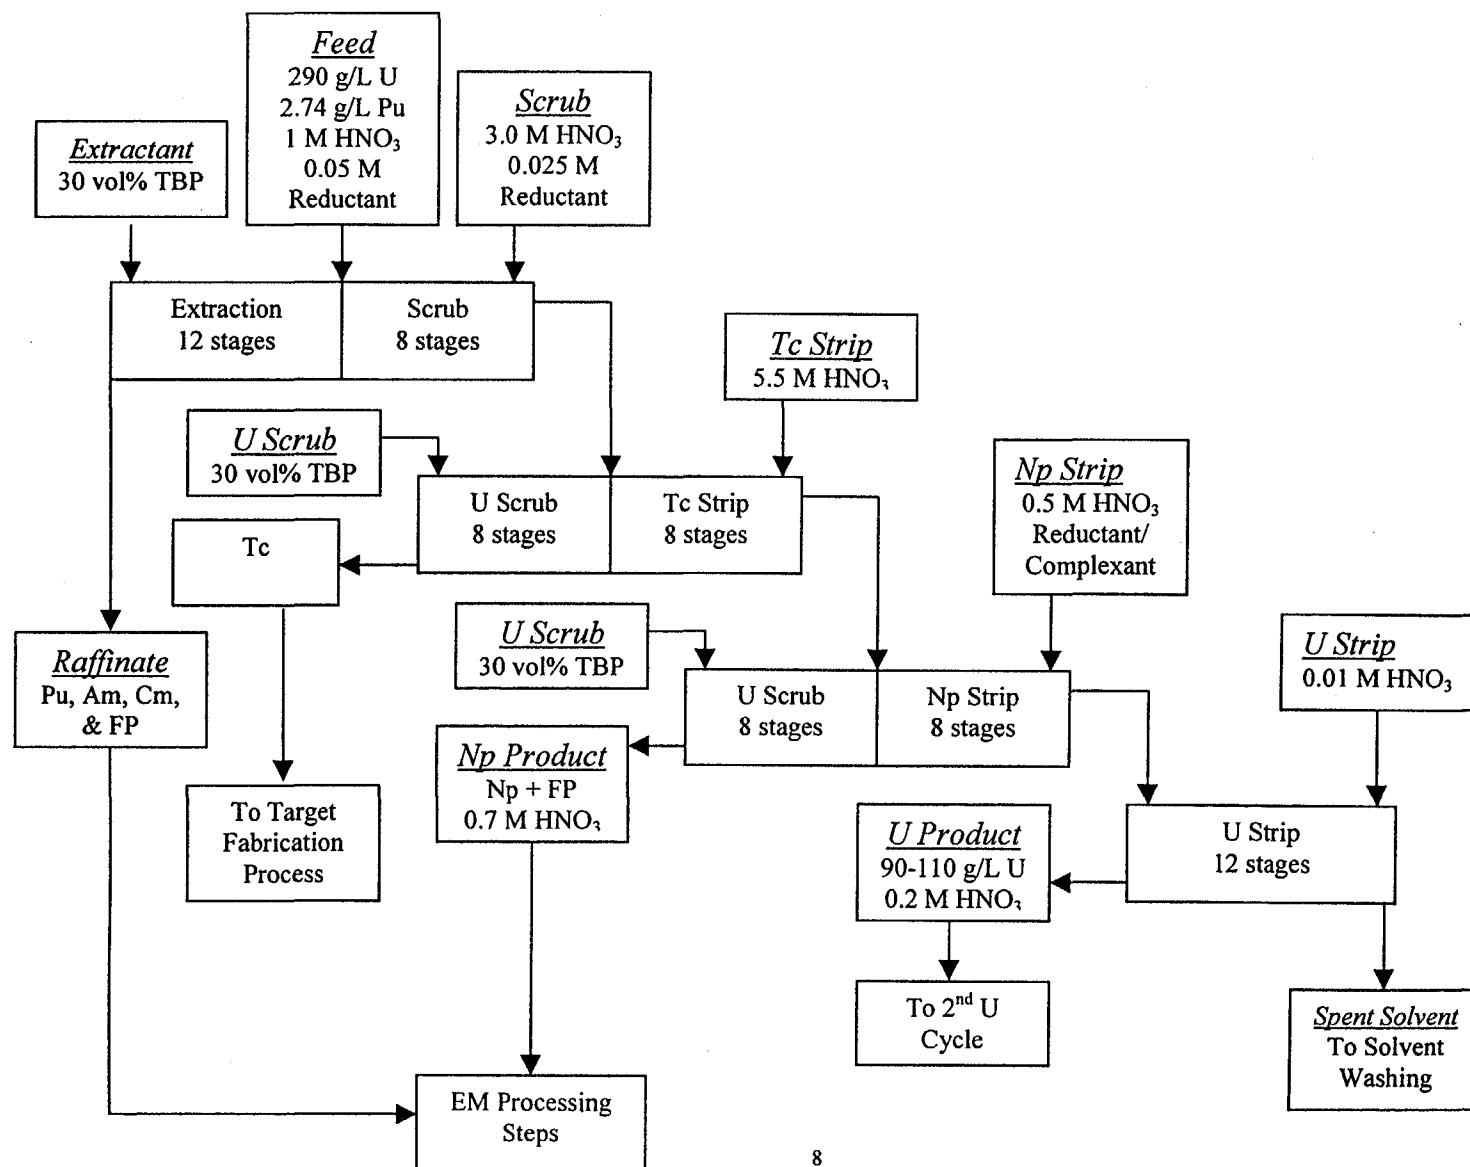 Feed
290 g/L U
2.74 g/L Pu
1 M HNO₃
0.05 M
Reductant
Scrub
3.0 M HNO₃
0.025 M
Reductant
Extractant
30 vol% TBP
Extraction
12 stages
Scrub
8 stages
Tc Strip
5.5 M HNO₃
U Scrub
30 vol% TBP
U Scrub
8 stages
Tc Strip
8 stages
Np Strip
0.5 M HNO₃
Reductant/
Complexant
Tc
U Scrub
30 vol% TBP
U Strip
0.01 M HNO₃
Raffinate
Pu, Am, Cm,
& FP
U Scrub
8 stages
Np Strip
8 stages
Np Product
Np + FP
0.7 M HNO₃
To Target
Fabrication
Process
U Product
90-110 g/L U
0.2 M HNO₃
U Strip
12 stages
To 2nd U
Cycle
Spent Solvent
To Solvent
Washing
EM Processing
Steps
8